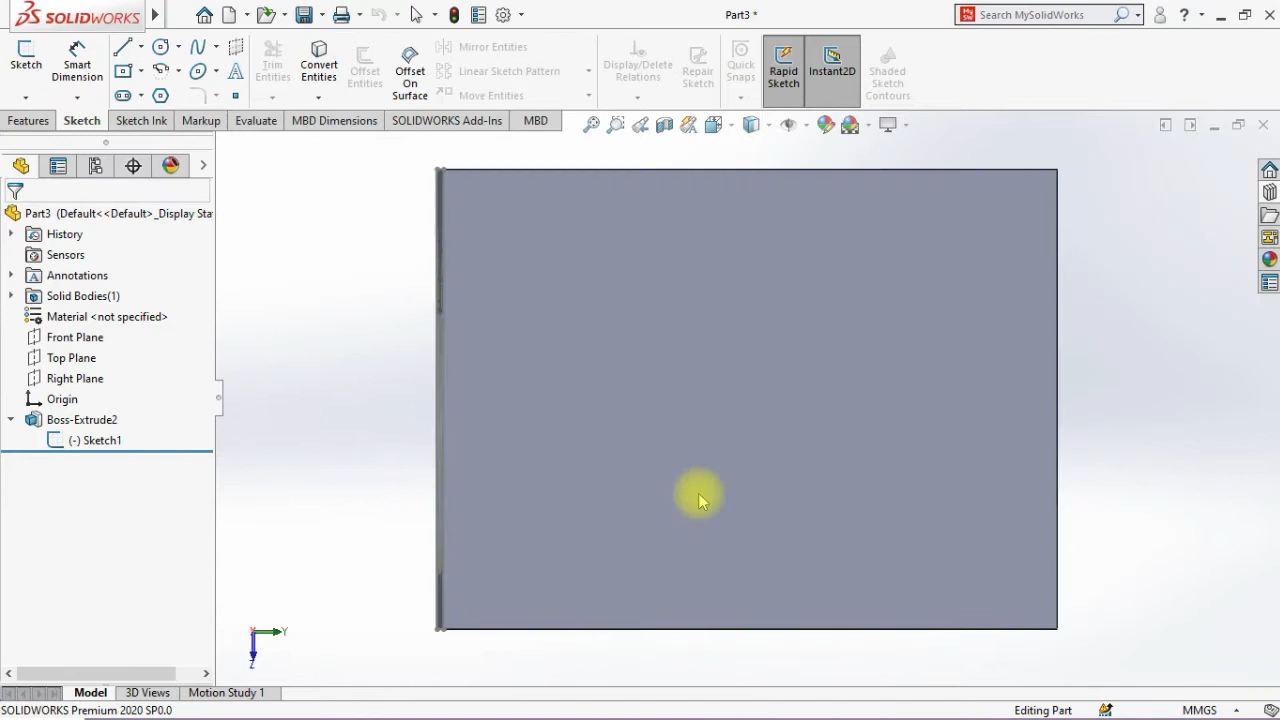 SOLIDWORKS
Part3 *
Search MySolidWorks
?
Sketch
Smart Dimension
Trim Entities
Convert Entities
Offset Entities
Offset On Surface
Mirror Entities
Linear Sketch Pattern
Move Entities
Display/Delete Relations
Repair Sketch
Quick Snaps
Rapid Sketch
Instant2D
Shaded Sketch Contours
Features
Sketch
Sketch Ink
Markup
Evaluate
MBD Dimensions
SOLIDWORKS Add-Ins
MBD
Part3 (Default<<Default>_Display Sta
History
Sensors
Annotations
Solid Bodies(1)
Material <not specified>
Front Plane
Top Plane
Right Plane
Origin
Boss-Extrude2
(-) Sketch1
Y
Z
Model
3D Views
Motion Study 1
SOLIDWORKS Premium 2020 SP0.0
Editing Part
MMGS